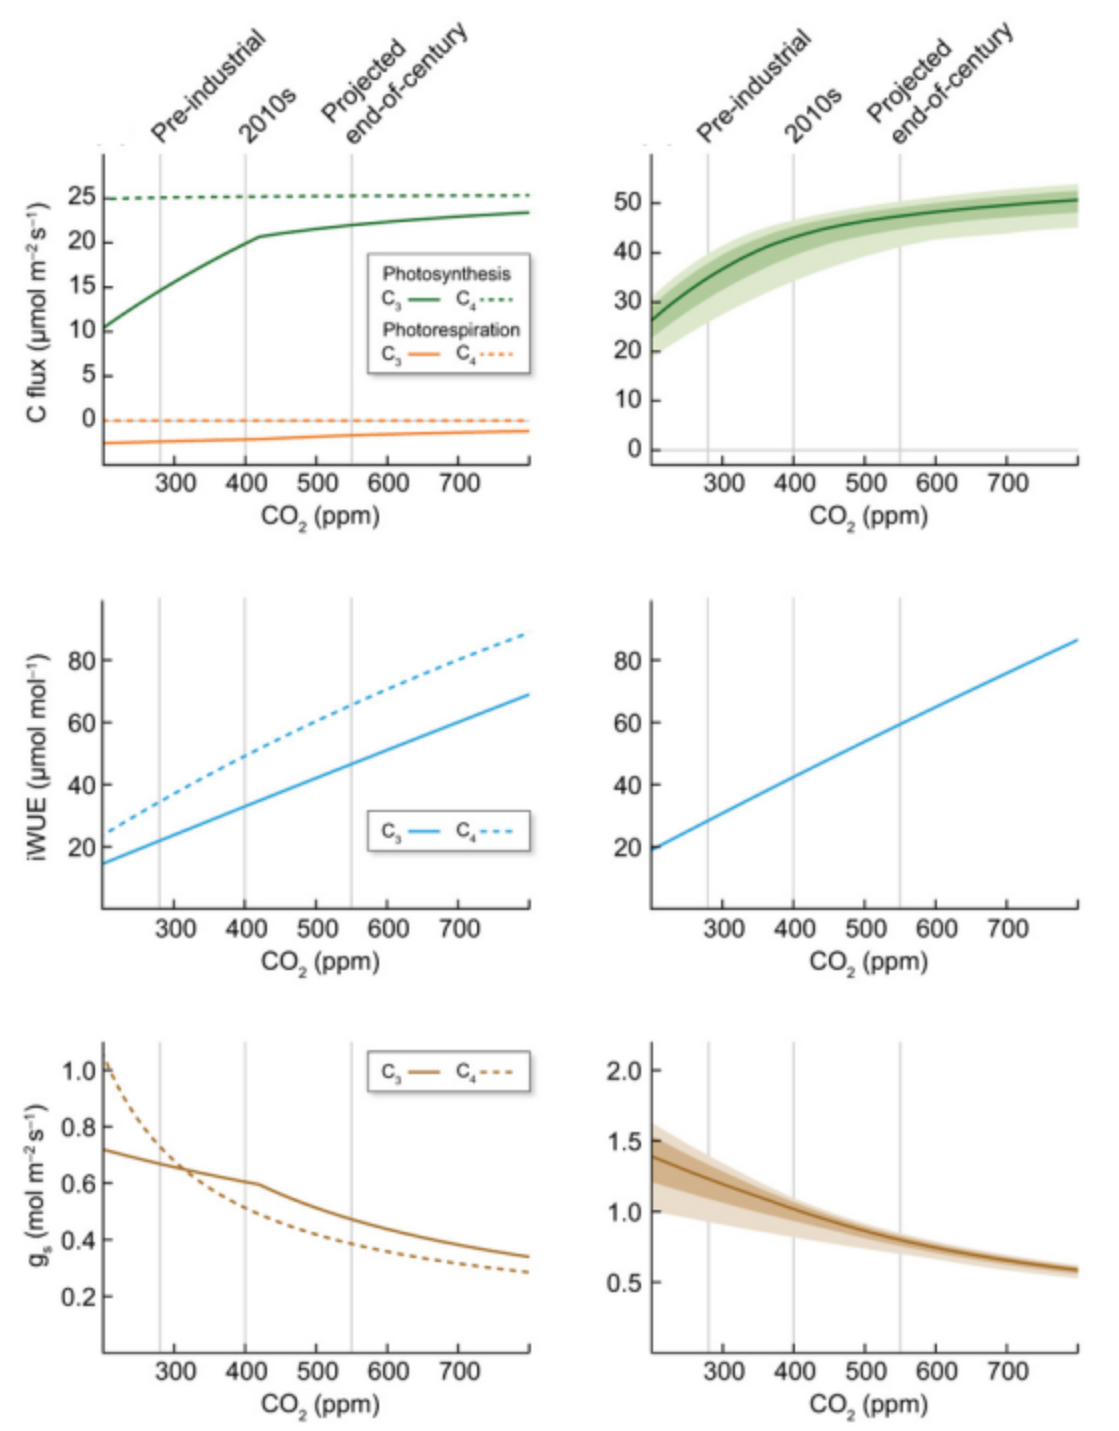 Pre-industrial
2010s
Projected
end-of-century
Pre-industrial
2010s
Projected
end-of-century
C flux (μmol m⁻² s⁻¹)
25
20
15
10
5
0
Photosynthesis
C₃ C₄
Photorespiration
C₃ C₄
300 400 500 600 700
CO₂ (ppm)
50
40
30
20
10
0
300 400 500 600 700
CO₂ (ppm)
iWUE (μmol mol⁻¹)
80
60
40
20
C₃ C₄
300 400 500 600 700
CO₂ (ppm)
80
60
40
20
300 400 500 600 700
CO₂ (ppm)
gₛ (mol m⁻² s⁻¹)
1.0
0.8
0.6
0.4
0.2
C₃ C₄
300 400 500 600 700
CO₂ (ppm)
2.0
1.5
1.0
0.5
300 400 500 600 700
CO₂ (ppm)